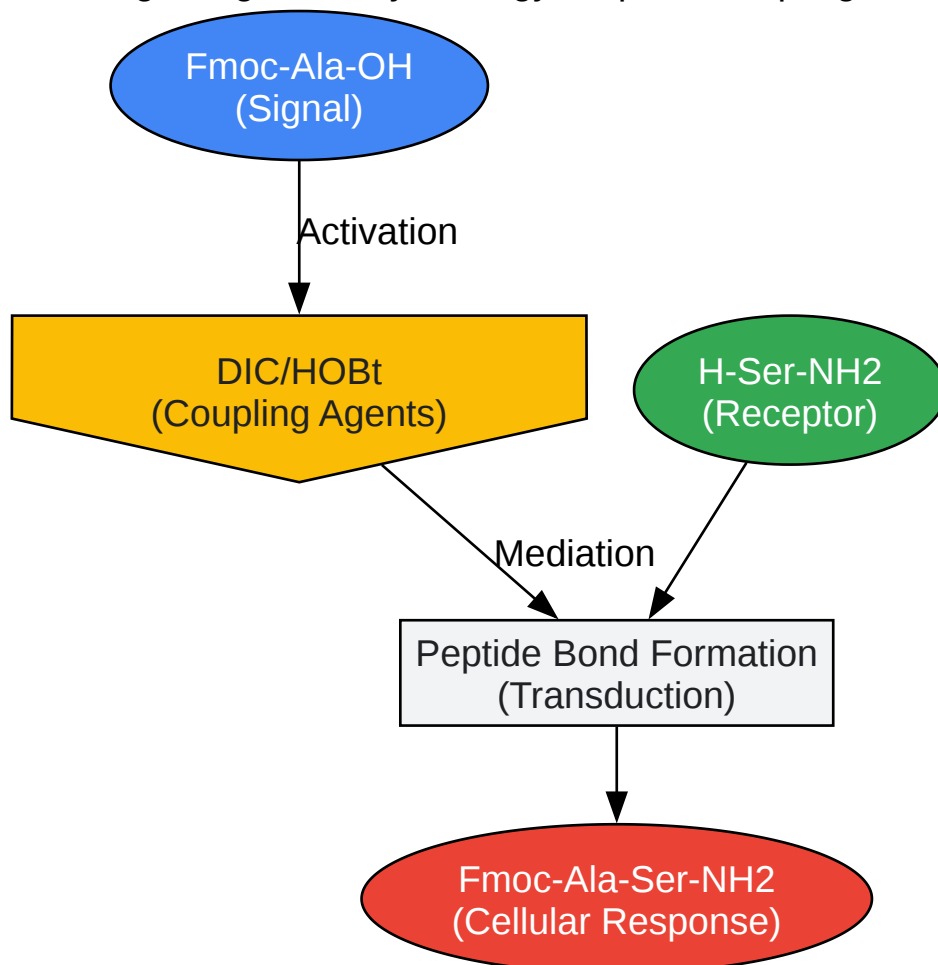 Fmoc-Ala-OH
(Signal)
Activation
DIC/HOBt
(Coupling Agents)
H-Ser-NH2
(Receptor)
Mediation
Peptide Bond Formation
(Transduction)
Fmoc-Ala-Ser-NH2
(Cellular Response)